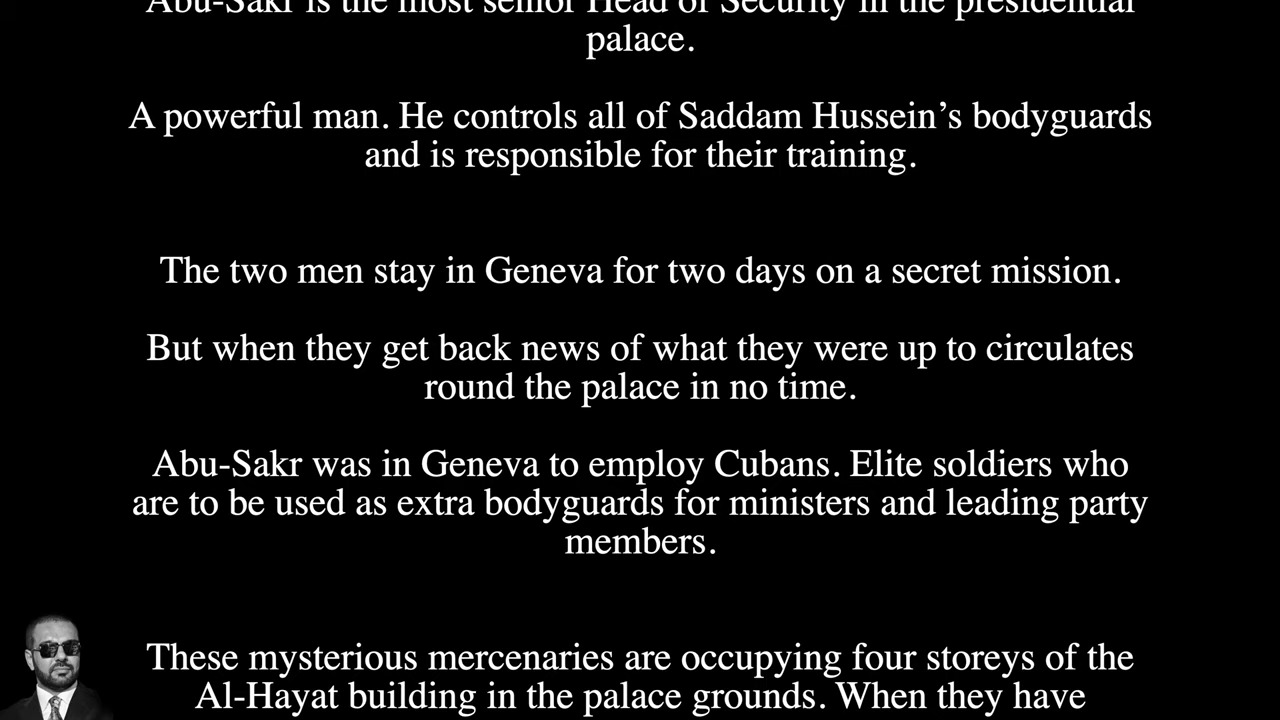 Abu-Sakr is the most senior Head of Security in the presidential
palace.
A powerful man. He controls all of Saddam Hussein’s bodyguards
and is responsible for their training.
The two men stay in Geneva for two days on a secret mission.
But when they get back news of what they were up to circulates
round the palace in no time.
Abu-Sakr was in Geneva to employ Cubans. Elite soldiers who
are to be used as extra bodyguards for ministers and leading party
members.
These mysterious mercenaries are occupying four storeys of the
Al-Hayat building in the palace grounds. When they have